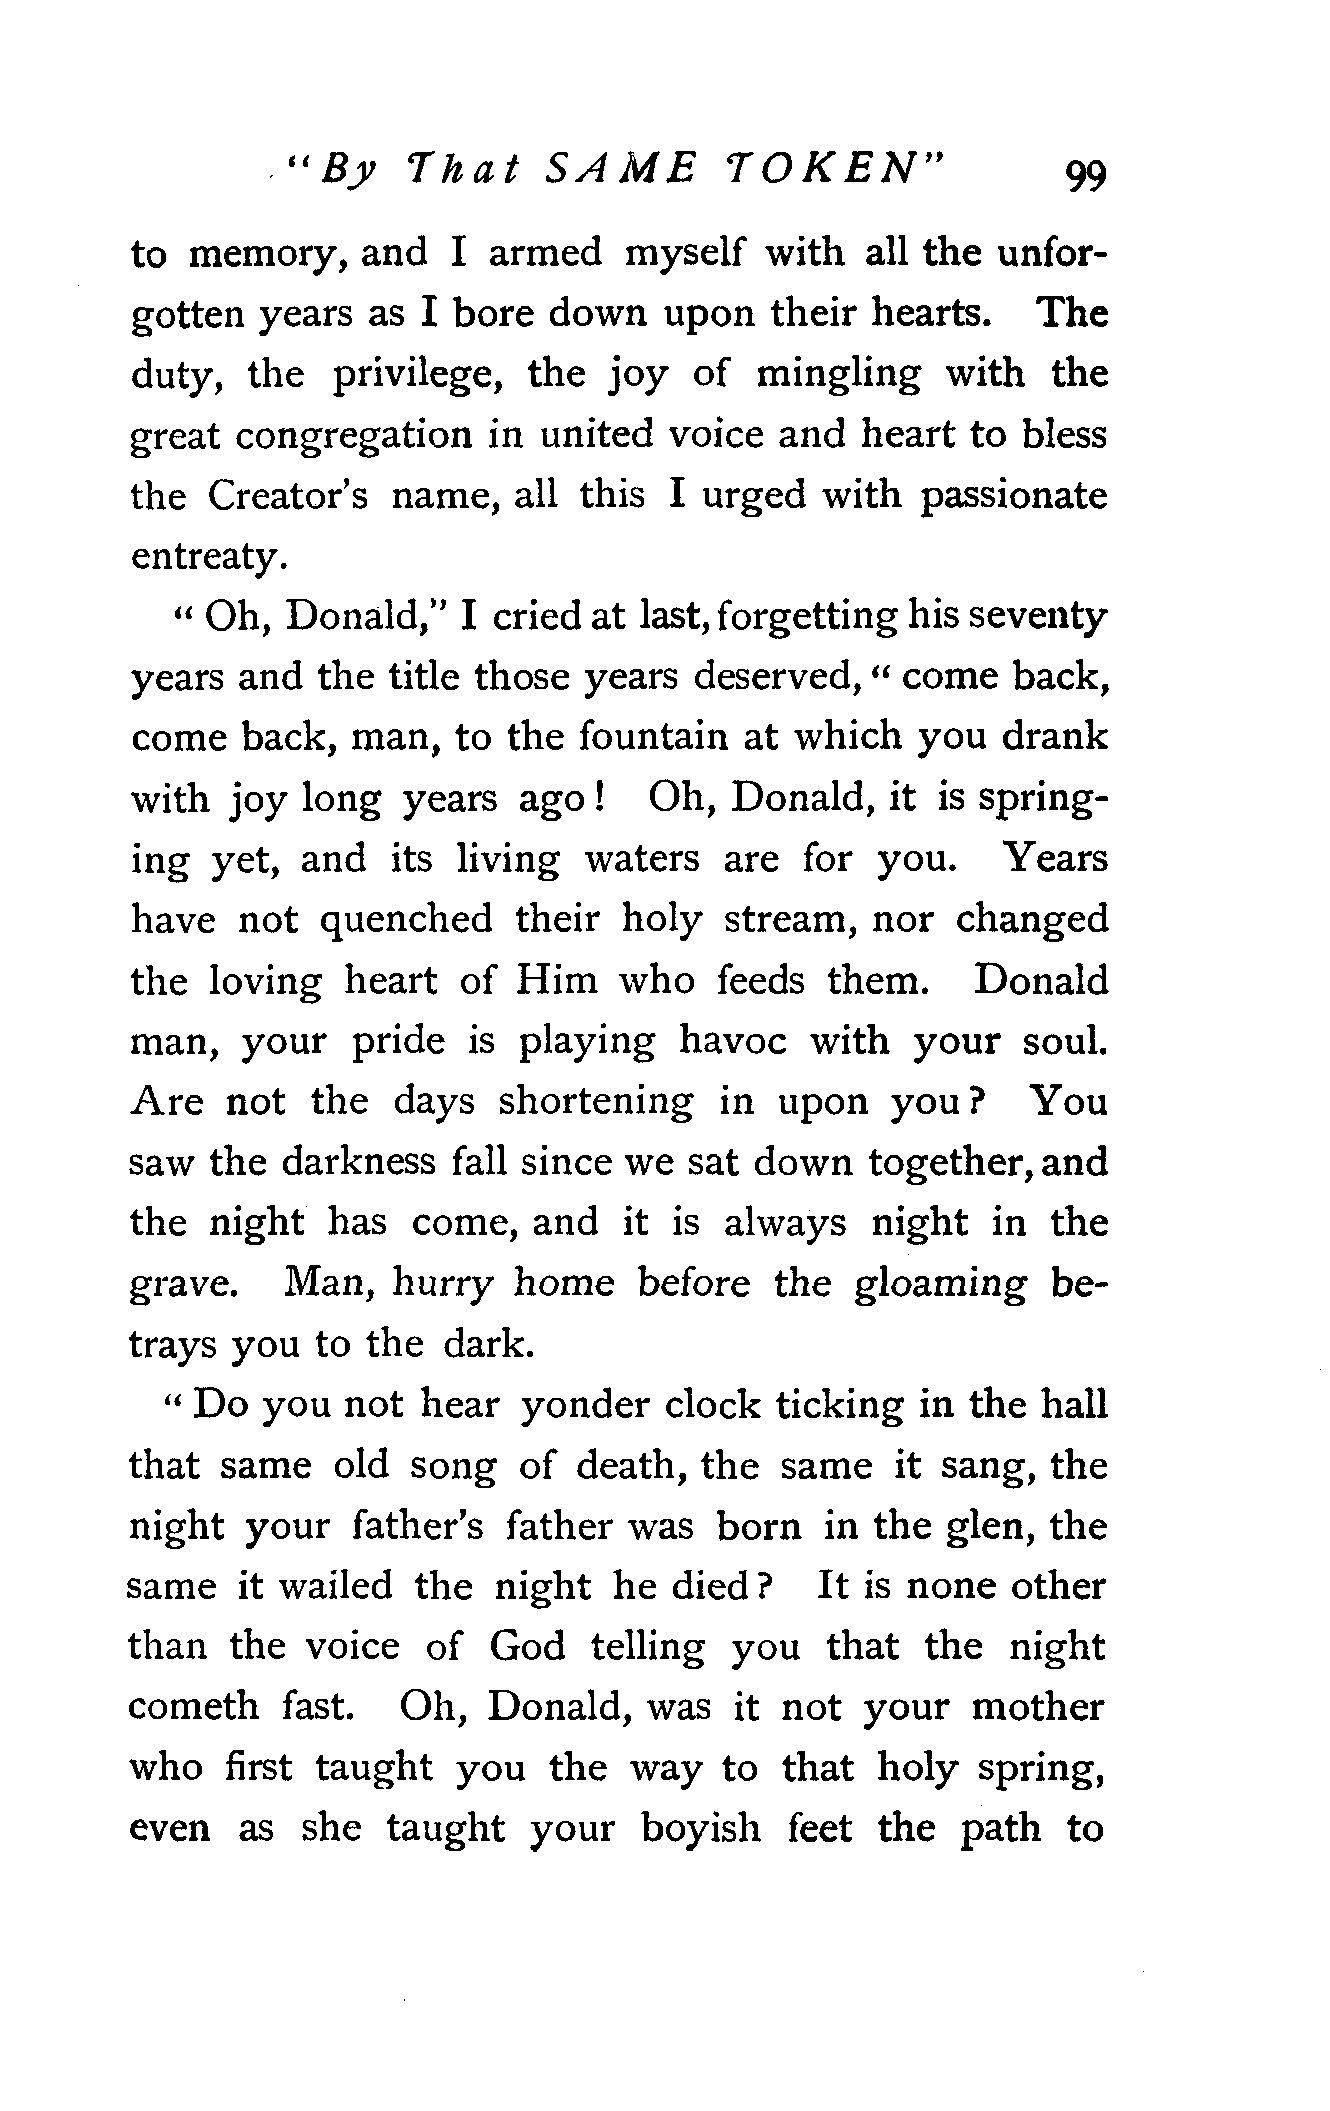 "By That SAME TOKEN" 99
to memory, and I armed myself with all the unfor-
gotten years as I bore down upon their hearts. The
duty, the privilege, the joy of mingling with the
great congregation in united voice and heart to bless
the Creator's name, all this I urged with passionate
entreaty.
"Oh, Donald," I cried at last, forgetting his seventy
years and the title those years deserved, "come back,
come back, man, to the fountain at which you drank
with joy long years ago! Oh, Donald, it is spring-
ing yet, and its living waters are for you. Years
have not quenched their holy stream, nor changed
the loving heart of Him who feeds them. Donald
man, your pride is playing havoc with your soul.
Are not the days shortening in upon you? You
saw the darkness fall since we sat down together, and
the night has come, and it is always night in the
grave. Man, hurry home before the gloaming be-
trays you to the dark.
"Do you not hear yonder clock ticking in the hall
that same old song of death, the same it sang, the
night your father's father was born in the glen, the
same it wailed the night he died? It is none other
than the voice of God telling you that the night
cometh fast. Oh, Donald, was it not your mother
who first taught you the way to that holy spring,
even as she taught your boyish feet the path to